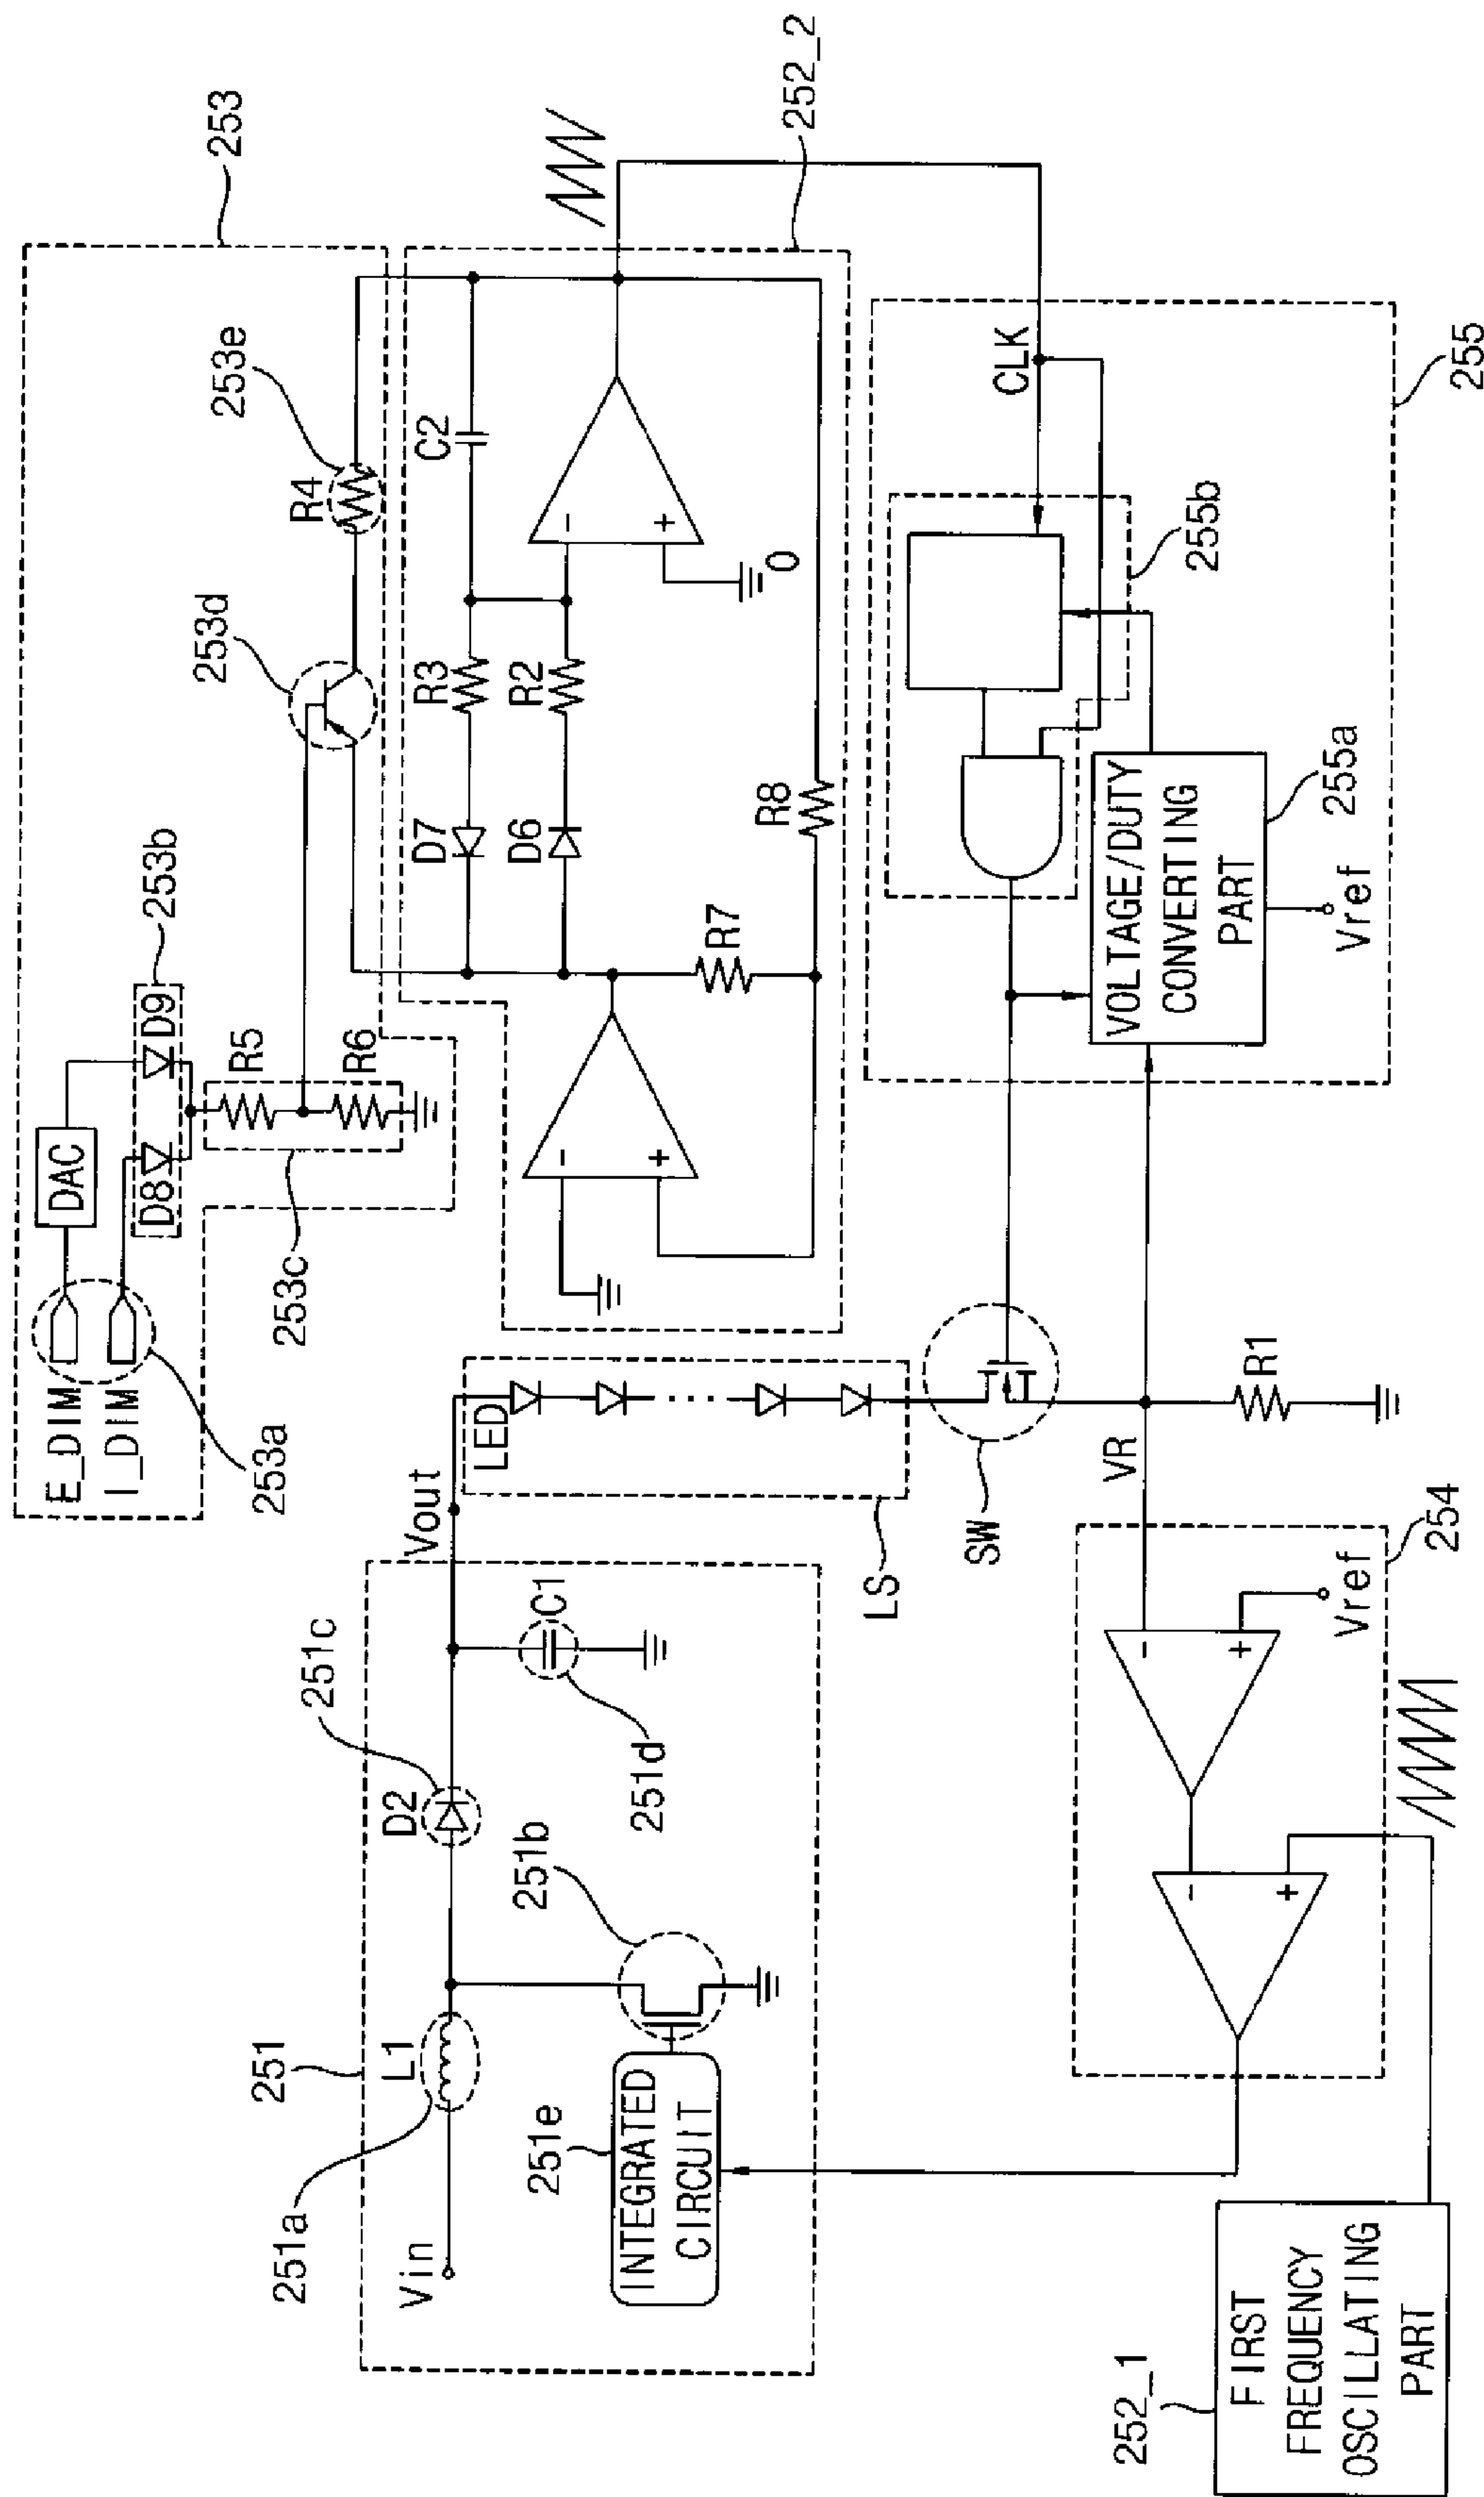 E_DIM
I_DIM
253a
DAC
D8
D9
253b
253c
R5
R6
253d
R4
253e
253
252_2
D7
R3
C2
D6
R2
-
+
0
-
+
R7
R8
251
251a
L1
Vin
D2
251c
C1
251d
251b
251e
INTEGRATED
CIRCUIT
Vout
LED
LS
SW
CLK
255b
VOLTAGE/DUTY
CONVERTING
PART
255a
Vref
255
VR
R1
254
-
+
Vref
-
+
252_1
FIRST
FREQUENCY
OSCILLATING
PART